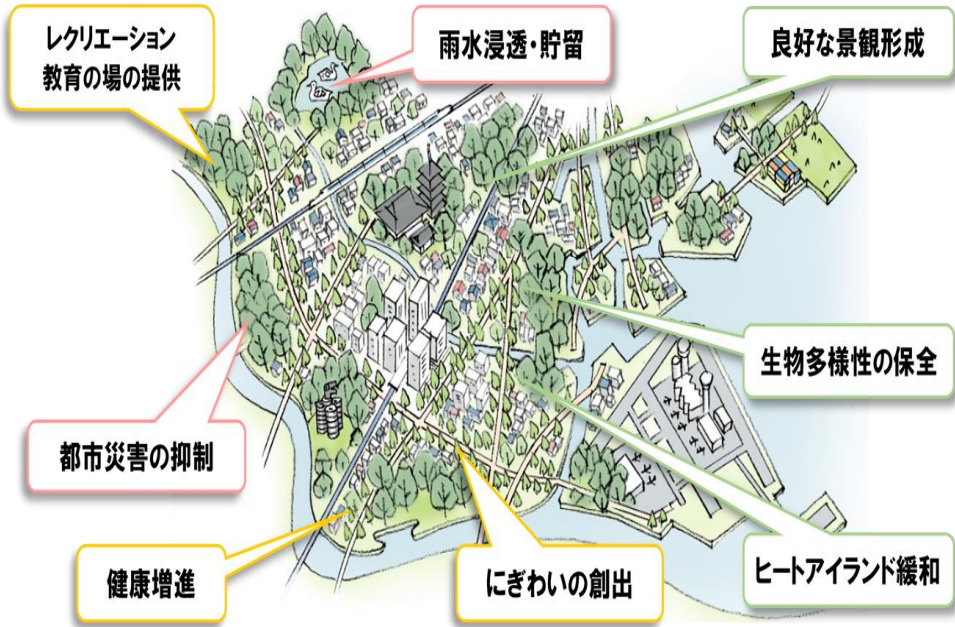 レクリエーション
教育の場の提供
雨水浸透・貯留
良好な景観形成
生物多様性の保全
都市災害の抑制
ヒートアイランド緩和
健康増進
にぎわいの創出